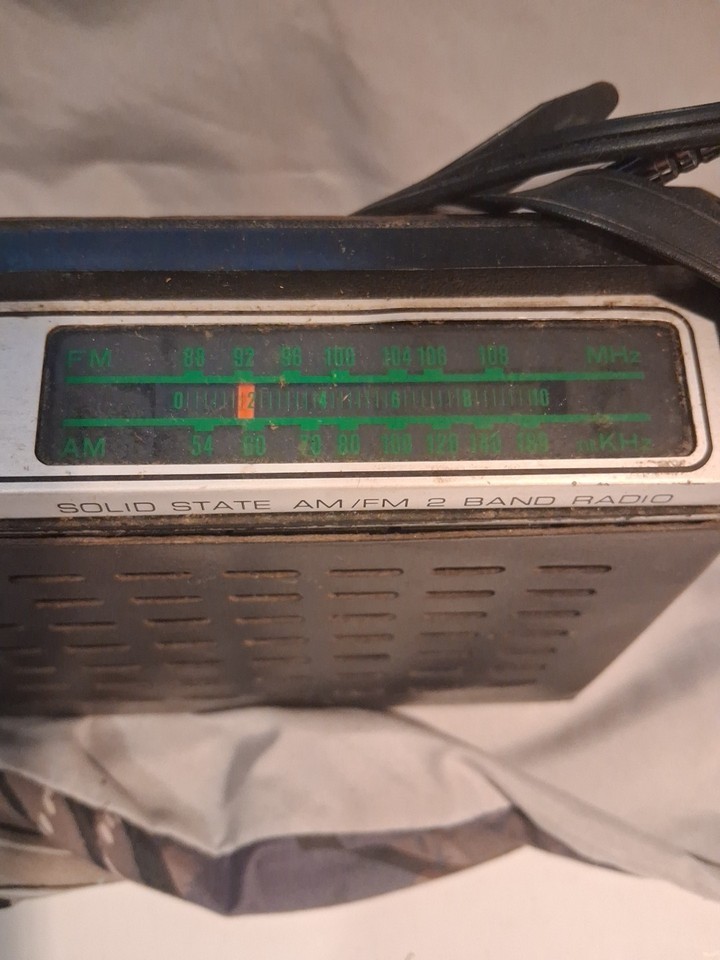 FM 88 92 96 100 104 106 108 MHz
0 2 4 6 8 10
AM 54 60 70 80 100 120 140 160 KHz
SOLID STATE AM/FM 2 BAND RADIO